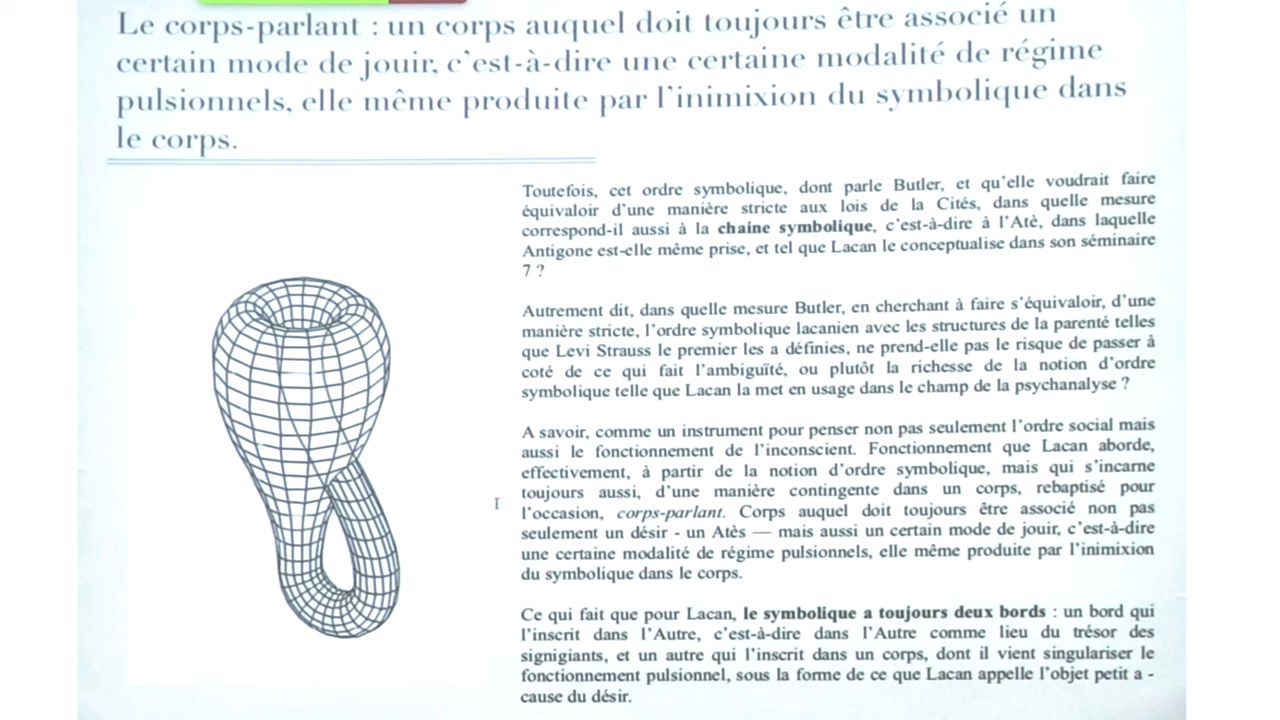 Le corps-parlant : un corps auquel doit toujours être associé un
certain mode de jouir, c'est-à-dire une certaine modalité de régime
pulsionnels, elle même produite par l'inimixion du symbolique dans
le corps.
Toutefois, cet ordre symbolique, dont parle Butler, et qu'elle voudrait faire
équivaloir d'une manière stricte aux lois de la Cités, dans quelle mesure
correspond-il aussi à la chaine symbolique, c'est-à-dire à l'Atè, dans laquelle
Antigone est-elle même prise, et tel que Lacan le conceptualise dans son séminaire
7 ?
Autrement dit, dans quelle mesure Butler, en cherchant à faire s'équivaloir, d'une
manière stricte, l'ordre symbolique lacanien avec les structures de la parenté telles
que Levi Strauss le premier les a définies, ne prend-elle pas le risque de passer à
coté de ce qui fait l'ambiguïté, ou plutôt la richesse de la notion d'ordre
symbolique telle que Lacan la met en usage dans le champ de la psychanalyse ?
A savoir, comme un instrument pour penser non pas seulement l'ordre social mais
aussi le fonctionnement de l'inconscient. Fonctionnement que Lacan aborde,
effectivement, à partir de la notion d'ordre symbolique, mais qui s'incarne
toujours aussi, d'une manière contingente dans un corps, rebaptisé pour
l'occasion, corps-parlant. Corps auquel doit toujours être associé non pas
seulement un désir - un Atès — mais aussi un certain mode de jouir, c'est-à-dire
une certaine modalité de régime pulsionnels, elle même produite par l'inimixion
du symbolique dans le corps.
Ce qui fait que pour Lacan, le symbolique a toujours deux bords : un bord qui
l'inscrit dans l'Autre, c'est-à-dire dans l'Autre comme lieu du trésor des
signigiants, et un autre qui l'inscrit dans un corps, dont il vient singulariser le
fonctionnement pulsionnel, sous la forme de ce que Lacan appelle l'objet petit a -
cause du désir.